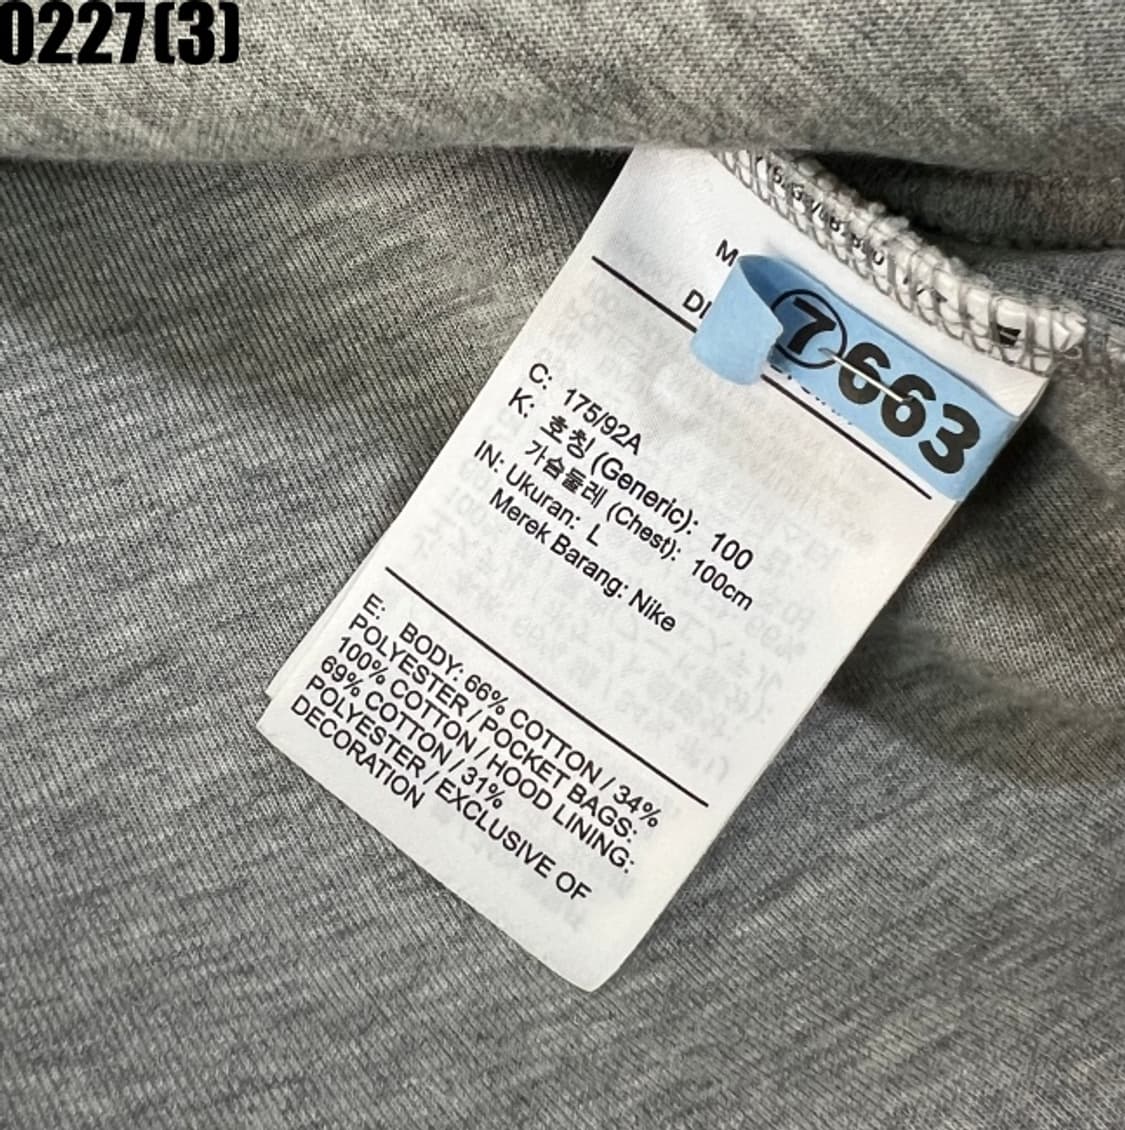 0227(3)
M
DI
⑦663
C: 175/92A
K: 호칭 (Generic): 100
가슴둘레 (Chest): 100cm
IN: Ukuran: L
Merek Barang: Nike
E: BODY: 66% COTTON / 34%
POLYESTER / POCKET BAGS:
100% COTTON / HOOD LINING:
69% COTTON / 31%
POLYESTER / EXCLUSIVE OF
DECORATION